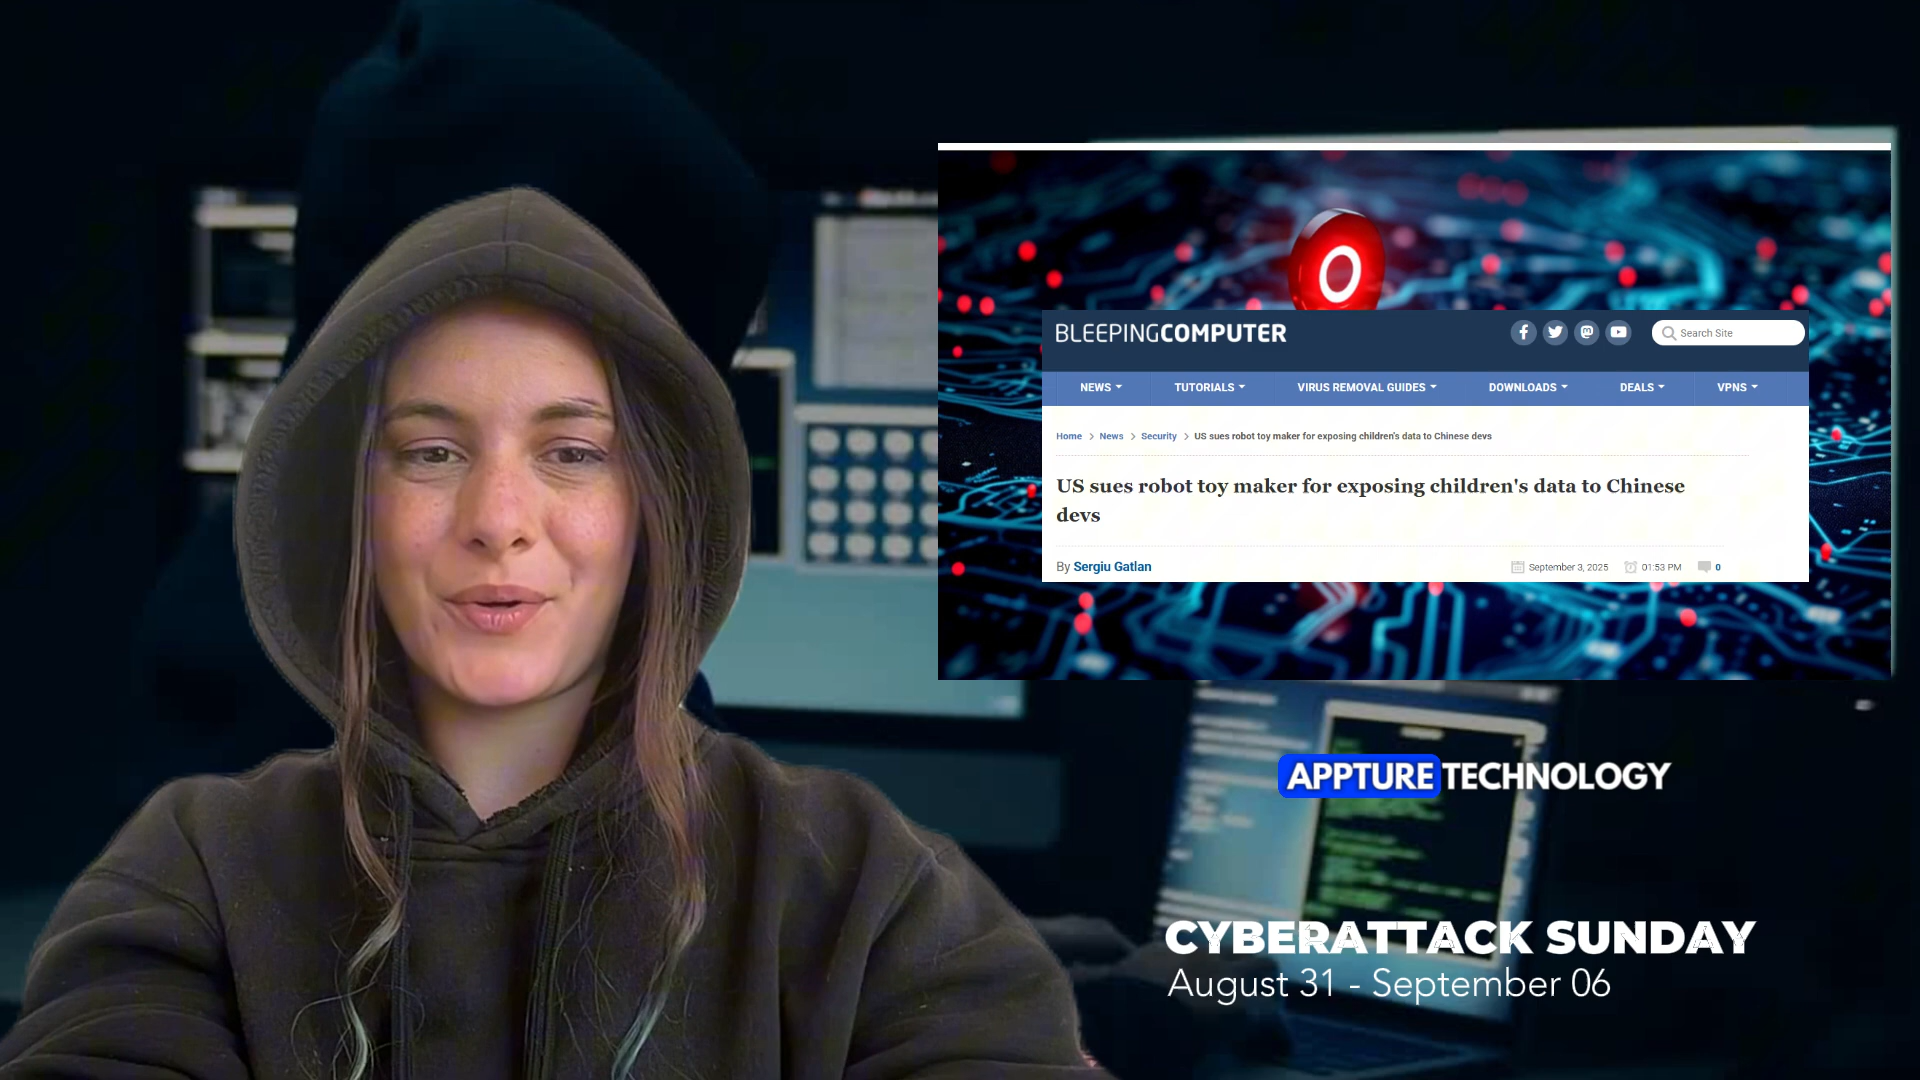 BLEEPINGCOMPUTER
Search Site
NEWS TUTORIALS VIRUS REMOVAL GUIDES DOWNLOADS DEALS VPNS
Home > News > Security > US sues robot toy maker for exposing children's data to Chinese devs
US sues robot toy maker for exposing children's data to Chinese
devs
By Sergiu Gatlan September 3, 2025 01:53 PM 0
APPTURE TECHNOLOGY
CYBERATTACK SUNDAY
August 31 - September 06